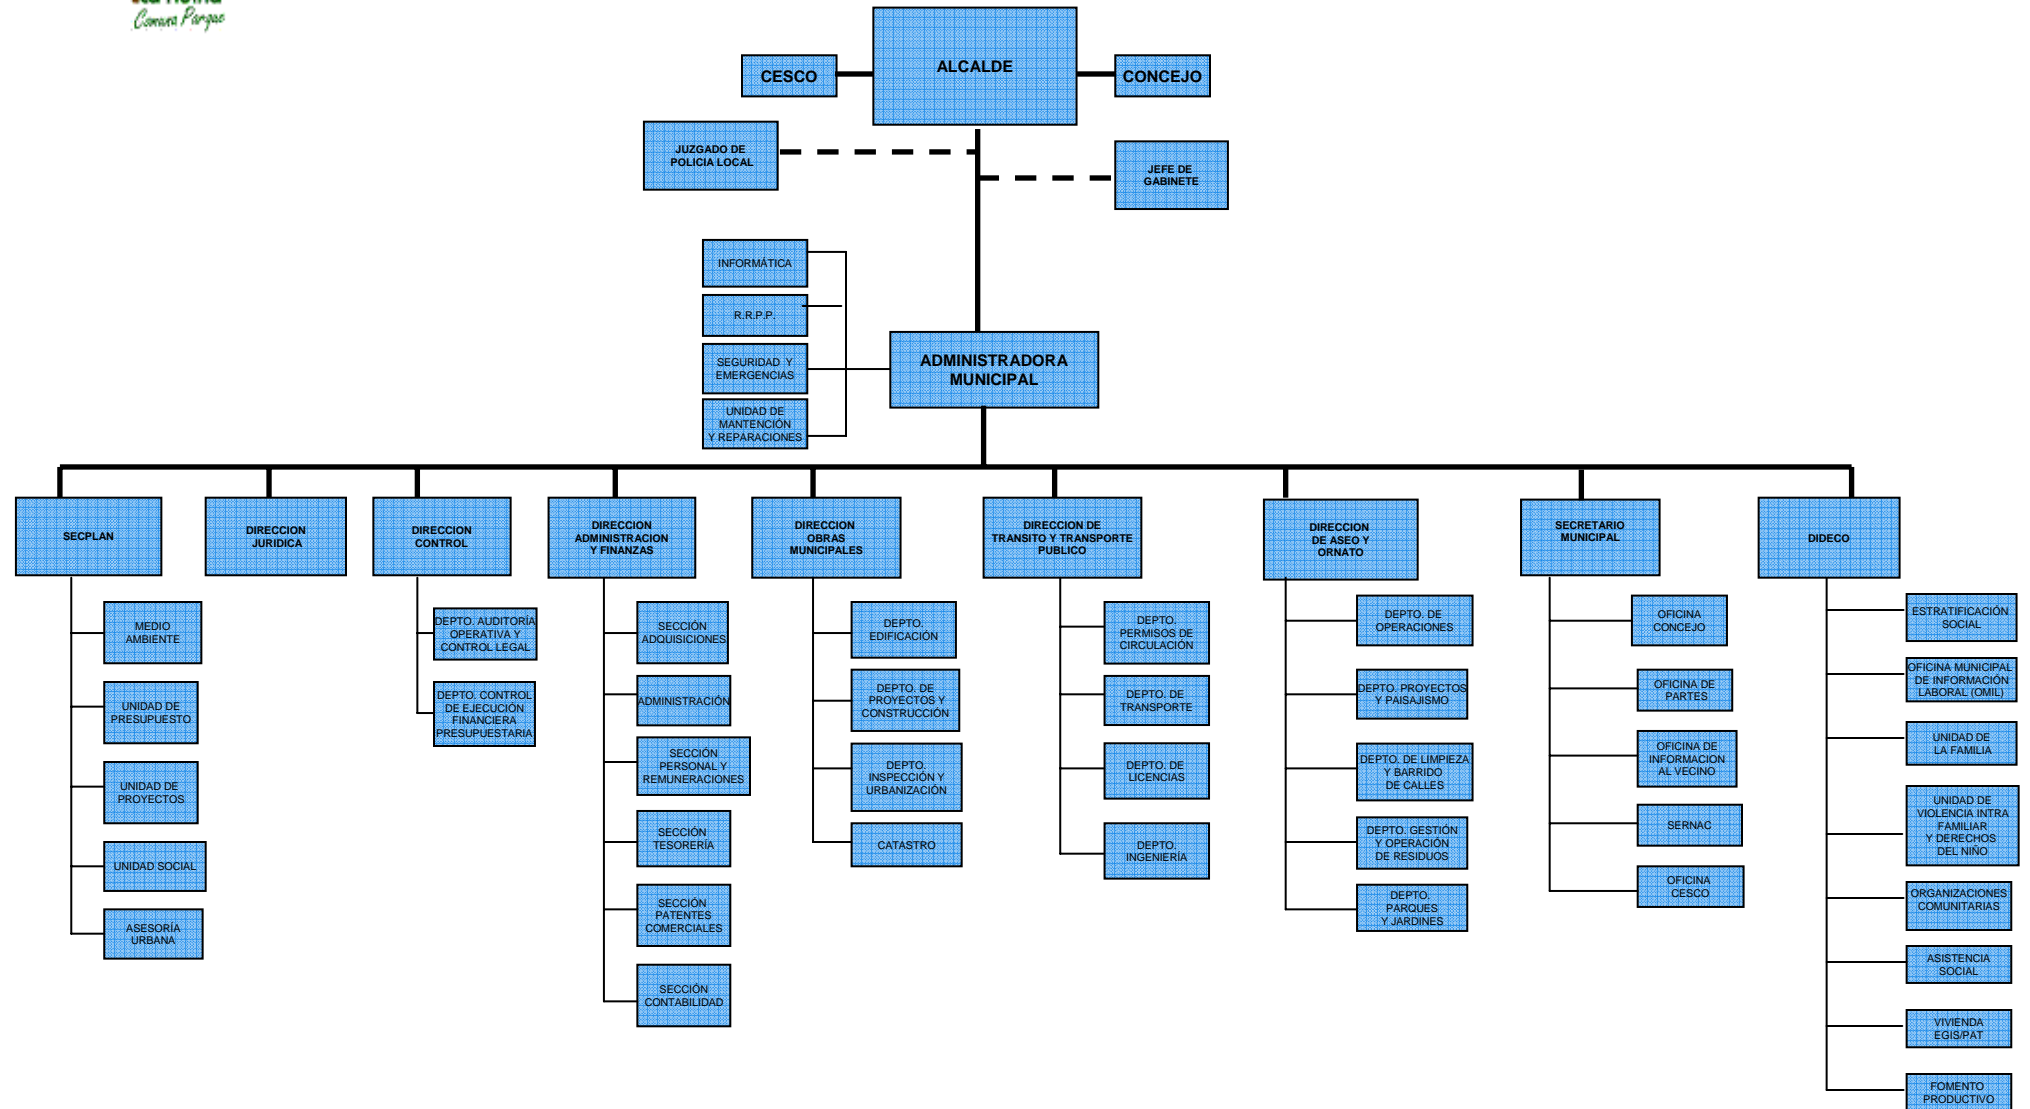 Comuna Parque
ALCALDE
CESCO
CONCEJO
JUZGADO DE
POLICIA LOCAL
JEFE DE
GABINETE
INFORMÁTICA
R.R.P.P.
SEGURIDAD Y
EMERGENCIAS
UNIDAD DE
MANTENCIÓN
Y REPARACIONES
ADMINISTRADORA
MUNICIPAL
SECPLAN
DIRECCION
JURIDICA
DIRECCION
CONTROL
DIRECCION
ADMINISTRACION
Y FINANZAS
DIRECCION
OBRAS
MUNICIPALES
DIRECCION DE
TRANSITO Y TRANSPORTE
PUBLICO
DIRECCION
DE ASEO Y
ORNATO
SECRETARIO
MUNICIPAL
DIDECO
MEDIO
AMBIENTE
UNIDAD DE
PRESUPUESTO
UNIDAD DE
PROYECTOS
UNIDAD SOCIAL
ASESORÍA
URBANA
DEPTO. AUDITORÍA
OPERATIVA Y
CONTROL LEGAL
DEPTO. CONTROL
DE EJECUCIÓN
FINANCIERA
PRESUPUESTARIA
SECCIÓN
ADQUISICIONES
ADMINISTRACIÓN
SECCIÓN
PERSONAL Y
REMUNERACIONES
SECCIÓN
TESORERÍA
SECCIÓN
PATENTES
COMERCIALES
SECCIÓN
CONTABILIDAD
DEPTO.
EDIFICACIÓN
DEPTO. DE
PROYECTOS Y
CONSTRUCCIÓN
DEPTO.
INSPECCIÓN Y
URBANIZACIÓN
CATASTRO
DEPTO.
PERMISOS DE
CIRCULACIÓN
DEPTO. DE
TRANSPORTE
DEPTO. DE
LICENCIAS
DEPTO.
INGENIERÍA
DEPTO. DE
OPERACIONES
DEPTO. PROYECTOS
Y PAISAJISMO
DEPTO. DE LIMPIEZA
Y BARRIDO
DE CALLES
DEPTO. GESTIÓN
Y OPERACIÓN
DE RESIDUOS
DEPTO.
PARQUES
Y JARDINES
OFICINA
CONCEJO
OFICINA DE
PARTES
OFICINA DE
INFORMACION
AL VECINO
SERNAC
OFICINA
CESCO
ESTRATIFICACIÓN
SOCIAL
OFICINA MUNICIPAL
DE INFORMACIÓN
LABORAL (OMIL)
UNIDAD DE
LA FAMILIA
UNIDAD DE
VIOLENCIA INTRA
FAMILIAR
Y DERECHOS
DEL NIÑO
ORGANIZACIONES
COMUNITARIAS
ASISTENCIA
SOCIAL
VIVIENDA
EGIS/PAT
FOMENTO
PRODUCTIVO